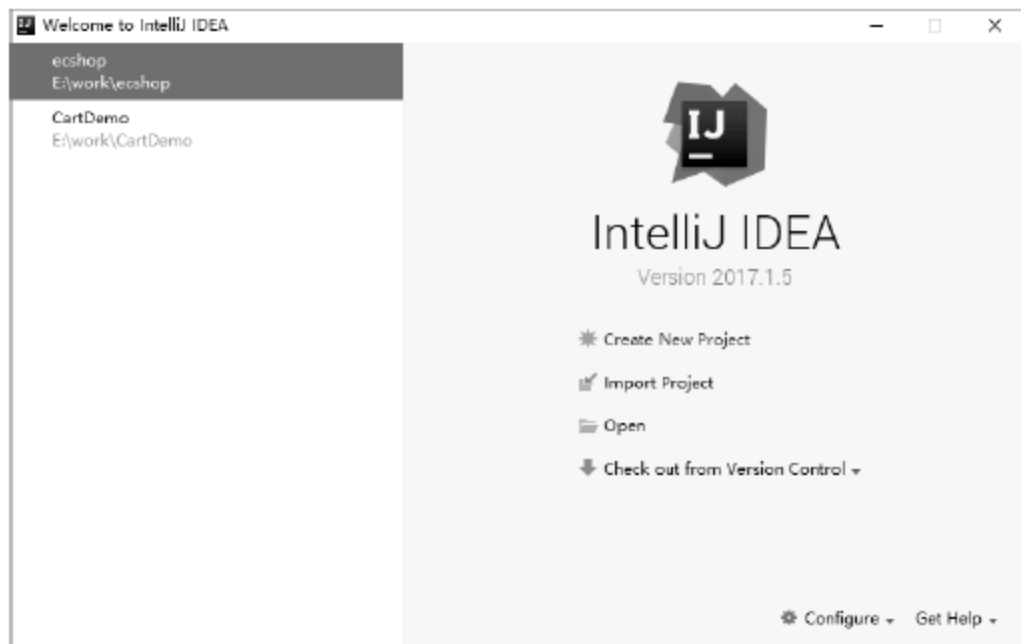 Welcome to IntelliJ IDEA
ecshop
E:\work\ecshop
CartDemo
E:\work\CartDemo
IJ
IntelliJ IDEA
Version 2017.1.5
Create New Project
Import Project
Open
Check out from Version Control
Configure Get Help